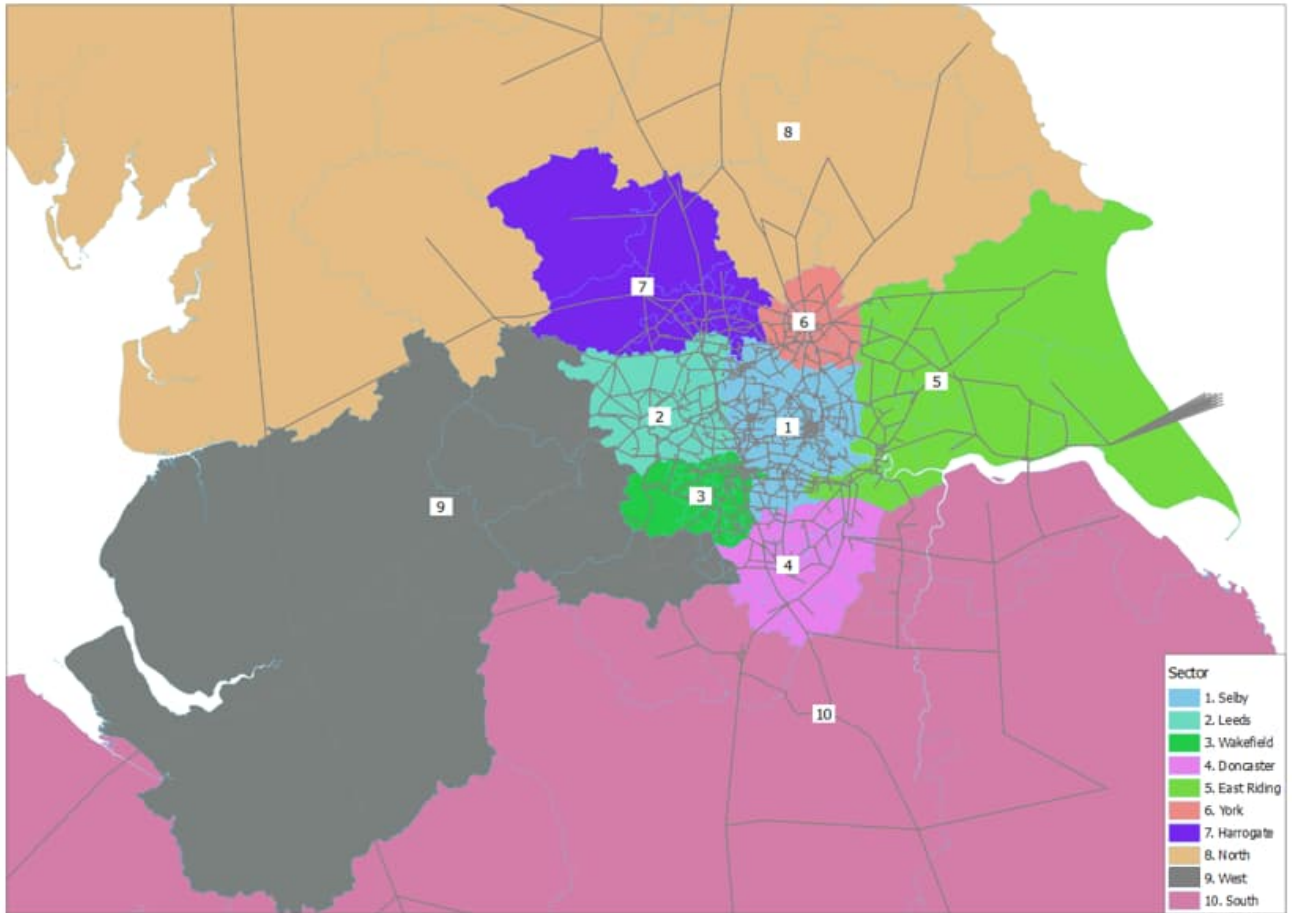 8
7
6
5
2
1
3
9
4
10
Sector
1. Selby
2. Leeds
3. Wakefield
4. Doncaster
5. East Riding
6. York
7. Harrogate
8. North
9. West
10. South